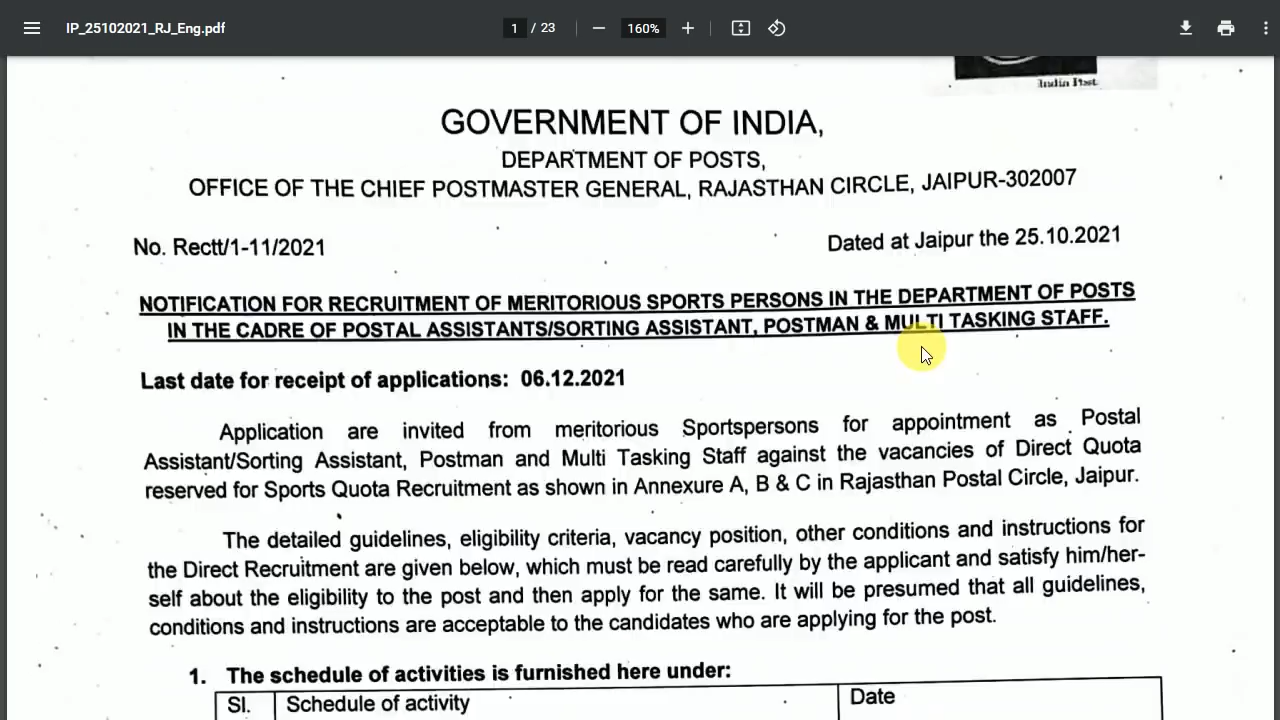 IP_25102021_RJ_Eng.pdf
1 / 23
160%
India Post
GOVERNMENT OF INDIA,
DEPARTMENT OF POSTS,
OFFICE OF THE CHIEF POSTMASTER GENERAL, RAJASTHAN CIRCLE, JAIPUR-302007
No. Rectt/1-11/2021
Dated at Jaipur the 25.10.2021
NOTIFICATION FOR RECRUITMENT OF MERITORIOUS SPORTS PERSONS IN THE DEPARTMENT OF POSTS
IN THE CADRE OF POSTAL ASSISTANTS/SORTING ASSISTANT, POSTMAN & MULTI TASKING STAFF.
Last date for receipt of applications: 06.12.2021
Application are invited from meritorious Sportspersons for appointment as Postal
Assistant/Sorting Assistant, Postman and Multi Tasking Staff against the vacancies of Direct Quota
reserved for Sports Quota Recruitment as shown in Annexure A, B & C in Rajasthan Postal Circle, Jaipur.
The detailed guidelines, eligibility criteria, vacancy position, other conditions and instructions for
the Direct Recruitment are given below, which must be read carefully by the applicant and satisfy him/her-
self about the eligibility to the post and then apply for the same. It will be presumed that all guidelines,
conditions and instructions are acceptable to the candidates who are applying for the post.
1. The schedule of activities is furnished here under:
Sl. Schedule of activity Date